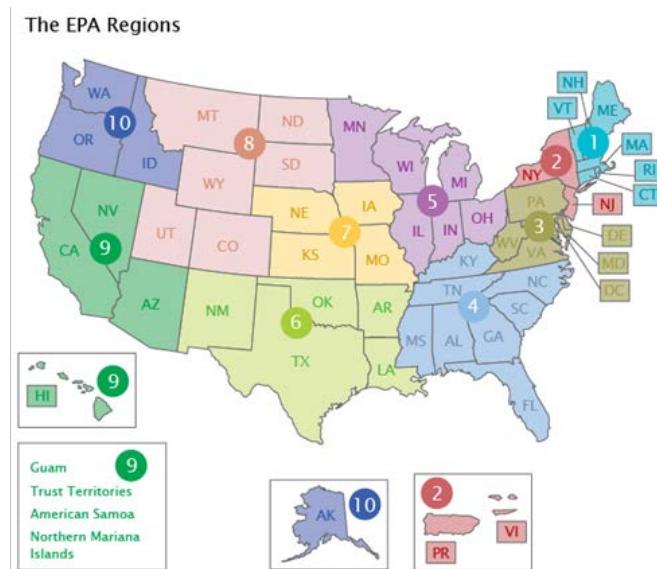 The EPA Regions
NH
VT
ME
WA
MT
ND
MN
10
1
MA
OR
8
2
ID
SD
WI
NY
RI
CT
WY
MI
5
PA
NJ
NV
NE
IA
OH
3
DE
UT
7
IL
IN
WV
CA
9
CO
KS
MO
VA
MD
KY
DC
NC
TN
AZ
NM
OK
AR
4
6
SC
TX
MS
AL
GA
LA
FL
HI
9
Guam
9
Trust Territories
American Samoa
Northern Mariana
Islands
AK
10
2
VI
PR